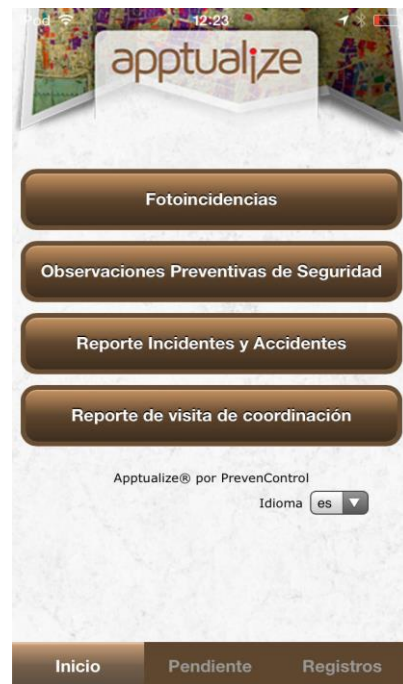 iPod 12:23
apptualize
Fotoincidencias
Observaciones Preventivas de Seguridad
Reporte Incidentes y Accidentes
Reporte de visita de coordinación
Apptualize® por PrevenControl
Idioma es
Inicio Pendiente Registros